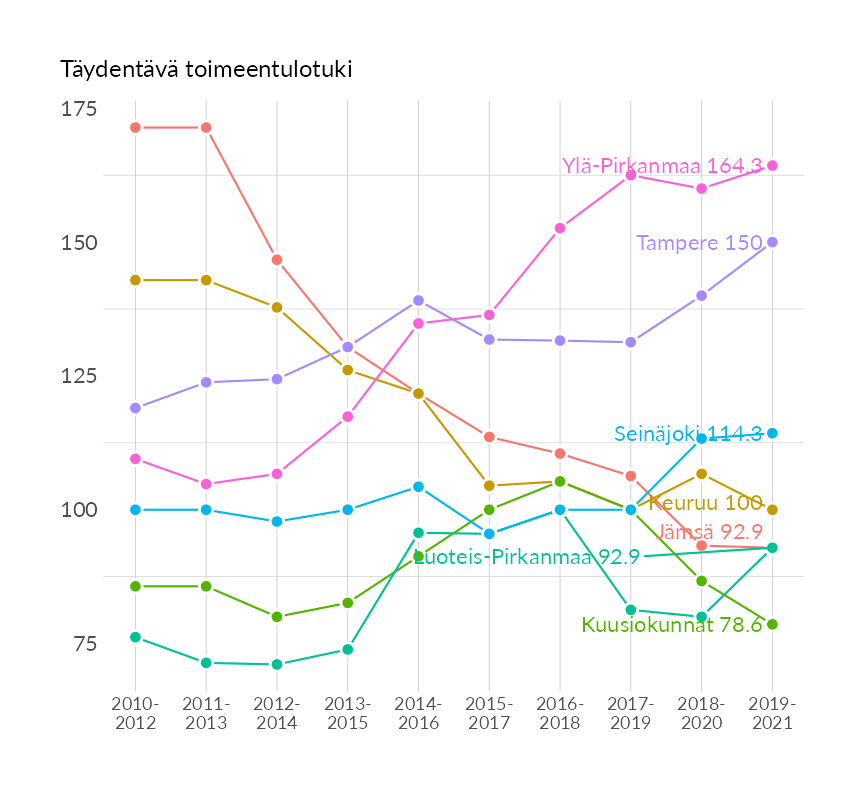 Täydentävä toimeentulotuki
175
Ylä-Pirkanmaa 164.3
150
Tampere 150
125
Seinäjoki 114.3
100
Keuruu 100
Jämsä 92.9
Luoteis-Pirkanmaa 92.9
Kuusiokunnat 78.6
75
2010- 2011- 2012- 2013- 2014- 2015- 2016- 2017- 2018- 2019-
2012 2013 2014 2015 2016 2017 2018 2019 2020 2021